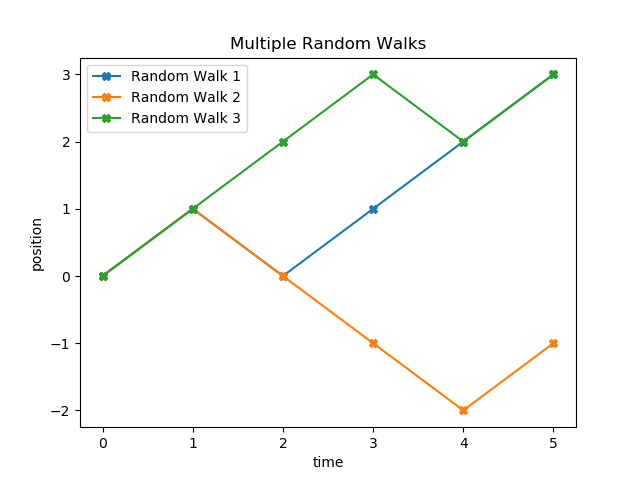 Multiple Random Walks
Random Walk 1
Random Walk 2
Random Walk 3
3
2
1
0
−1
−2
position
0 1 2 3 4 5
time